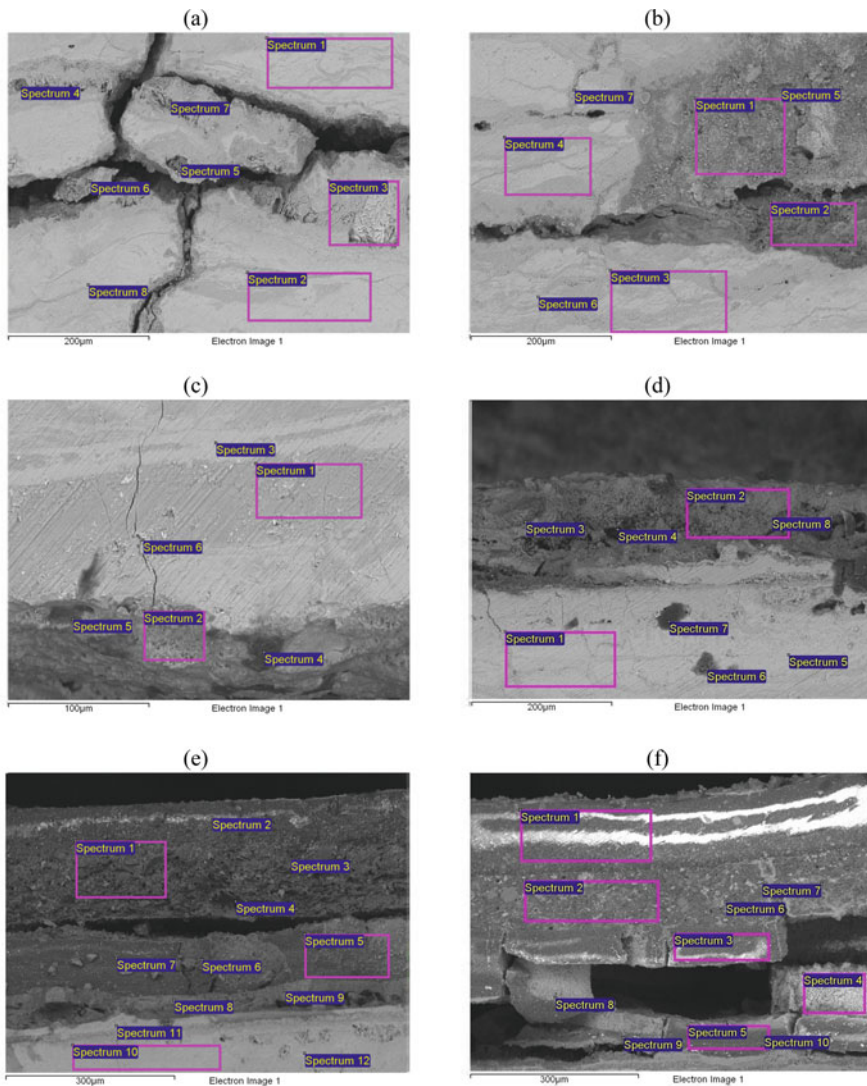 (a)
Spectrum 1
Spectrum 4
Spectrum 7
Spectrum 5
Spectrum 6
Spectrum 3
Spectrum 2
Spectrum 8
200µm
Electron Image 1
(b)
Spectrum 7
Spectrum 5
Spectrum 1
Spectrum 4
Spectrum 2
Spectrum 3
Spectrum 6
200µm
Electron Image 1
(c)
Spectrum 3
Spectrum 1
Spectrum 6
Spectrum 2
Spectrum 5
Spectrum 4
100µm
Electron Image 1
(d)
Spectrum 2
Spectrum 3
Spectrum 4
Spectrum 8
Spectrum 7
Spectrum 1
Spectrum 5
Spectrum 6
200µm
Electron Image 1
(e)
Spectrum 2
Spectrum 1
Spectrum 3
Spectrum 4
Spectrum 5
Spectrum 7
Spectrum 6
Spectrum 9
Spectrum 8
Spectrum 11
Spectrum 10
Spectrum 12
300µm
Electron Image 1
(f)
Spectrum 1
Spectrum 2
Spectrum 7
Spectrum 6
Spectrum 3
Spectrum 4
Spectrum 8
Spectrum 5
Spectrum 9
Spectrum 10
300µm
Electron Image 1